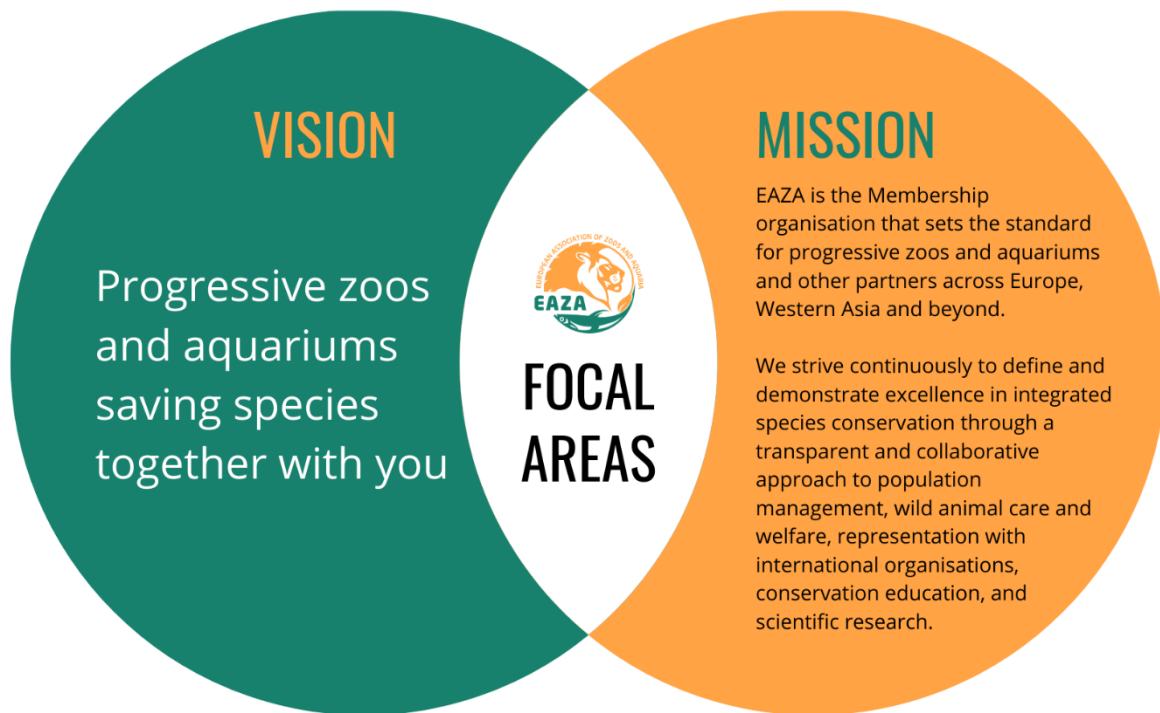 VISION
Progressive zoos
and aquariums
saving species
together with you
EUROPEAN ASSOCIATION OF ZOOS AND AQUARIA
EAZA
FOCAL
AREAS
MISSION
EAZA is the Membership
organisation that sets the standard
for progressive zoos and aquariums
and other partners across Europe,
Western Asia and beyond.
We strive continuously to define and
demonstrate excellence in integrated
species conservation through a
transparent and collaborative
approach to population
management, wild animal care and
welfare, representation with
international organisations,
conservation education, and
scientific research.